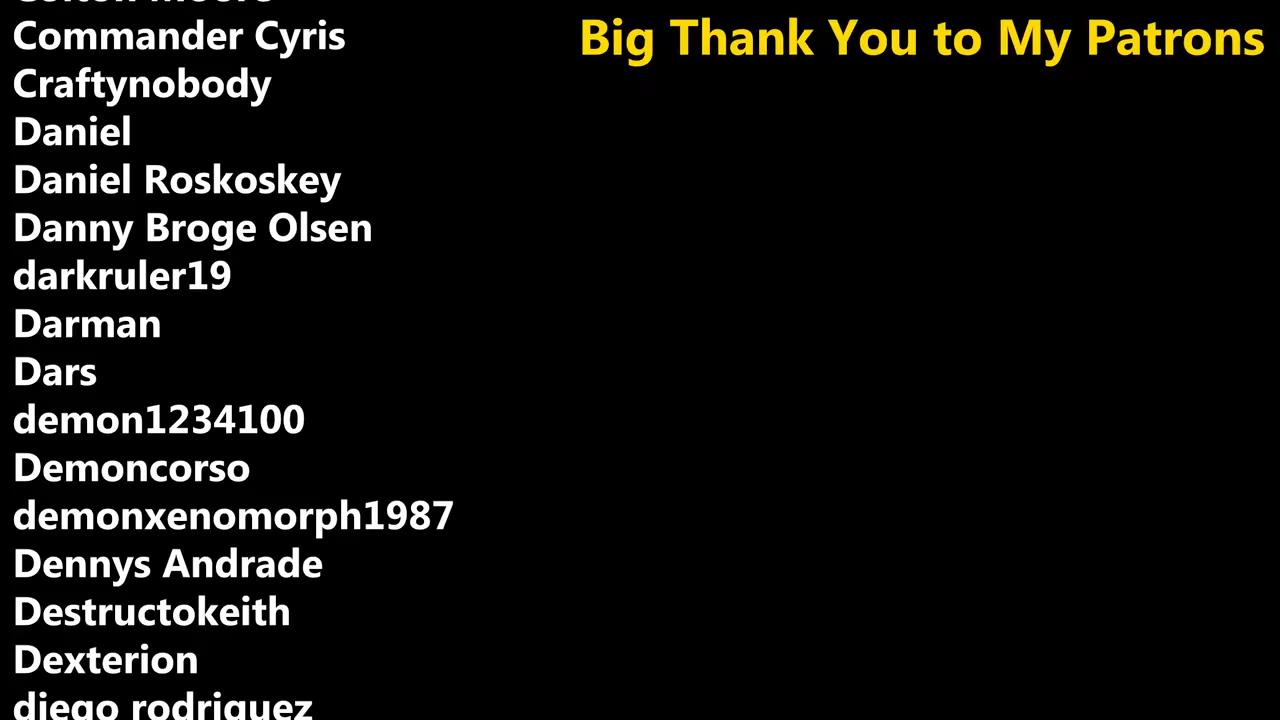 Big Thank You to My Patrons
Commander Cyris
Craftynobody
Daniel
Daniel Roskoskey
Danny Broge Olsen
darkruler19
Darman
Dars
demon1234100
Demoncorso
demonxenomorph1987
Dennys Andrade
Destructokeith
Dexterion
diego rodriguez